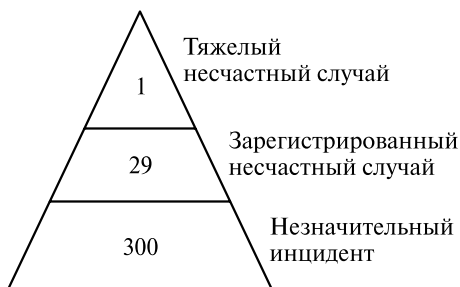 Тяжелый
несчастный случай
1
Зарегистрированный
несчастный случай
29
Незначительный
инцидент
300